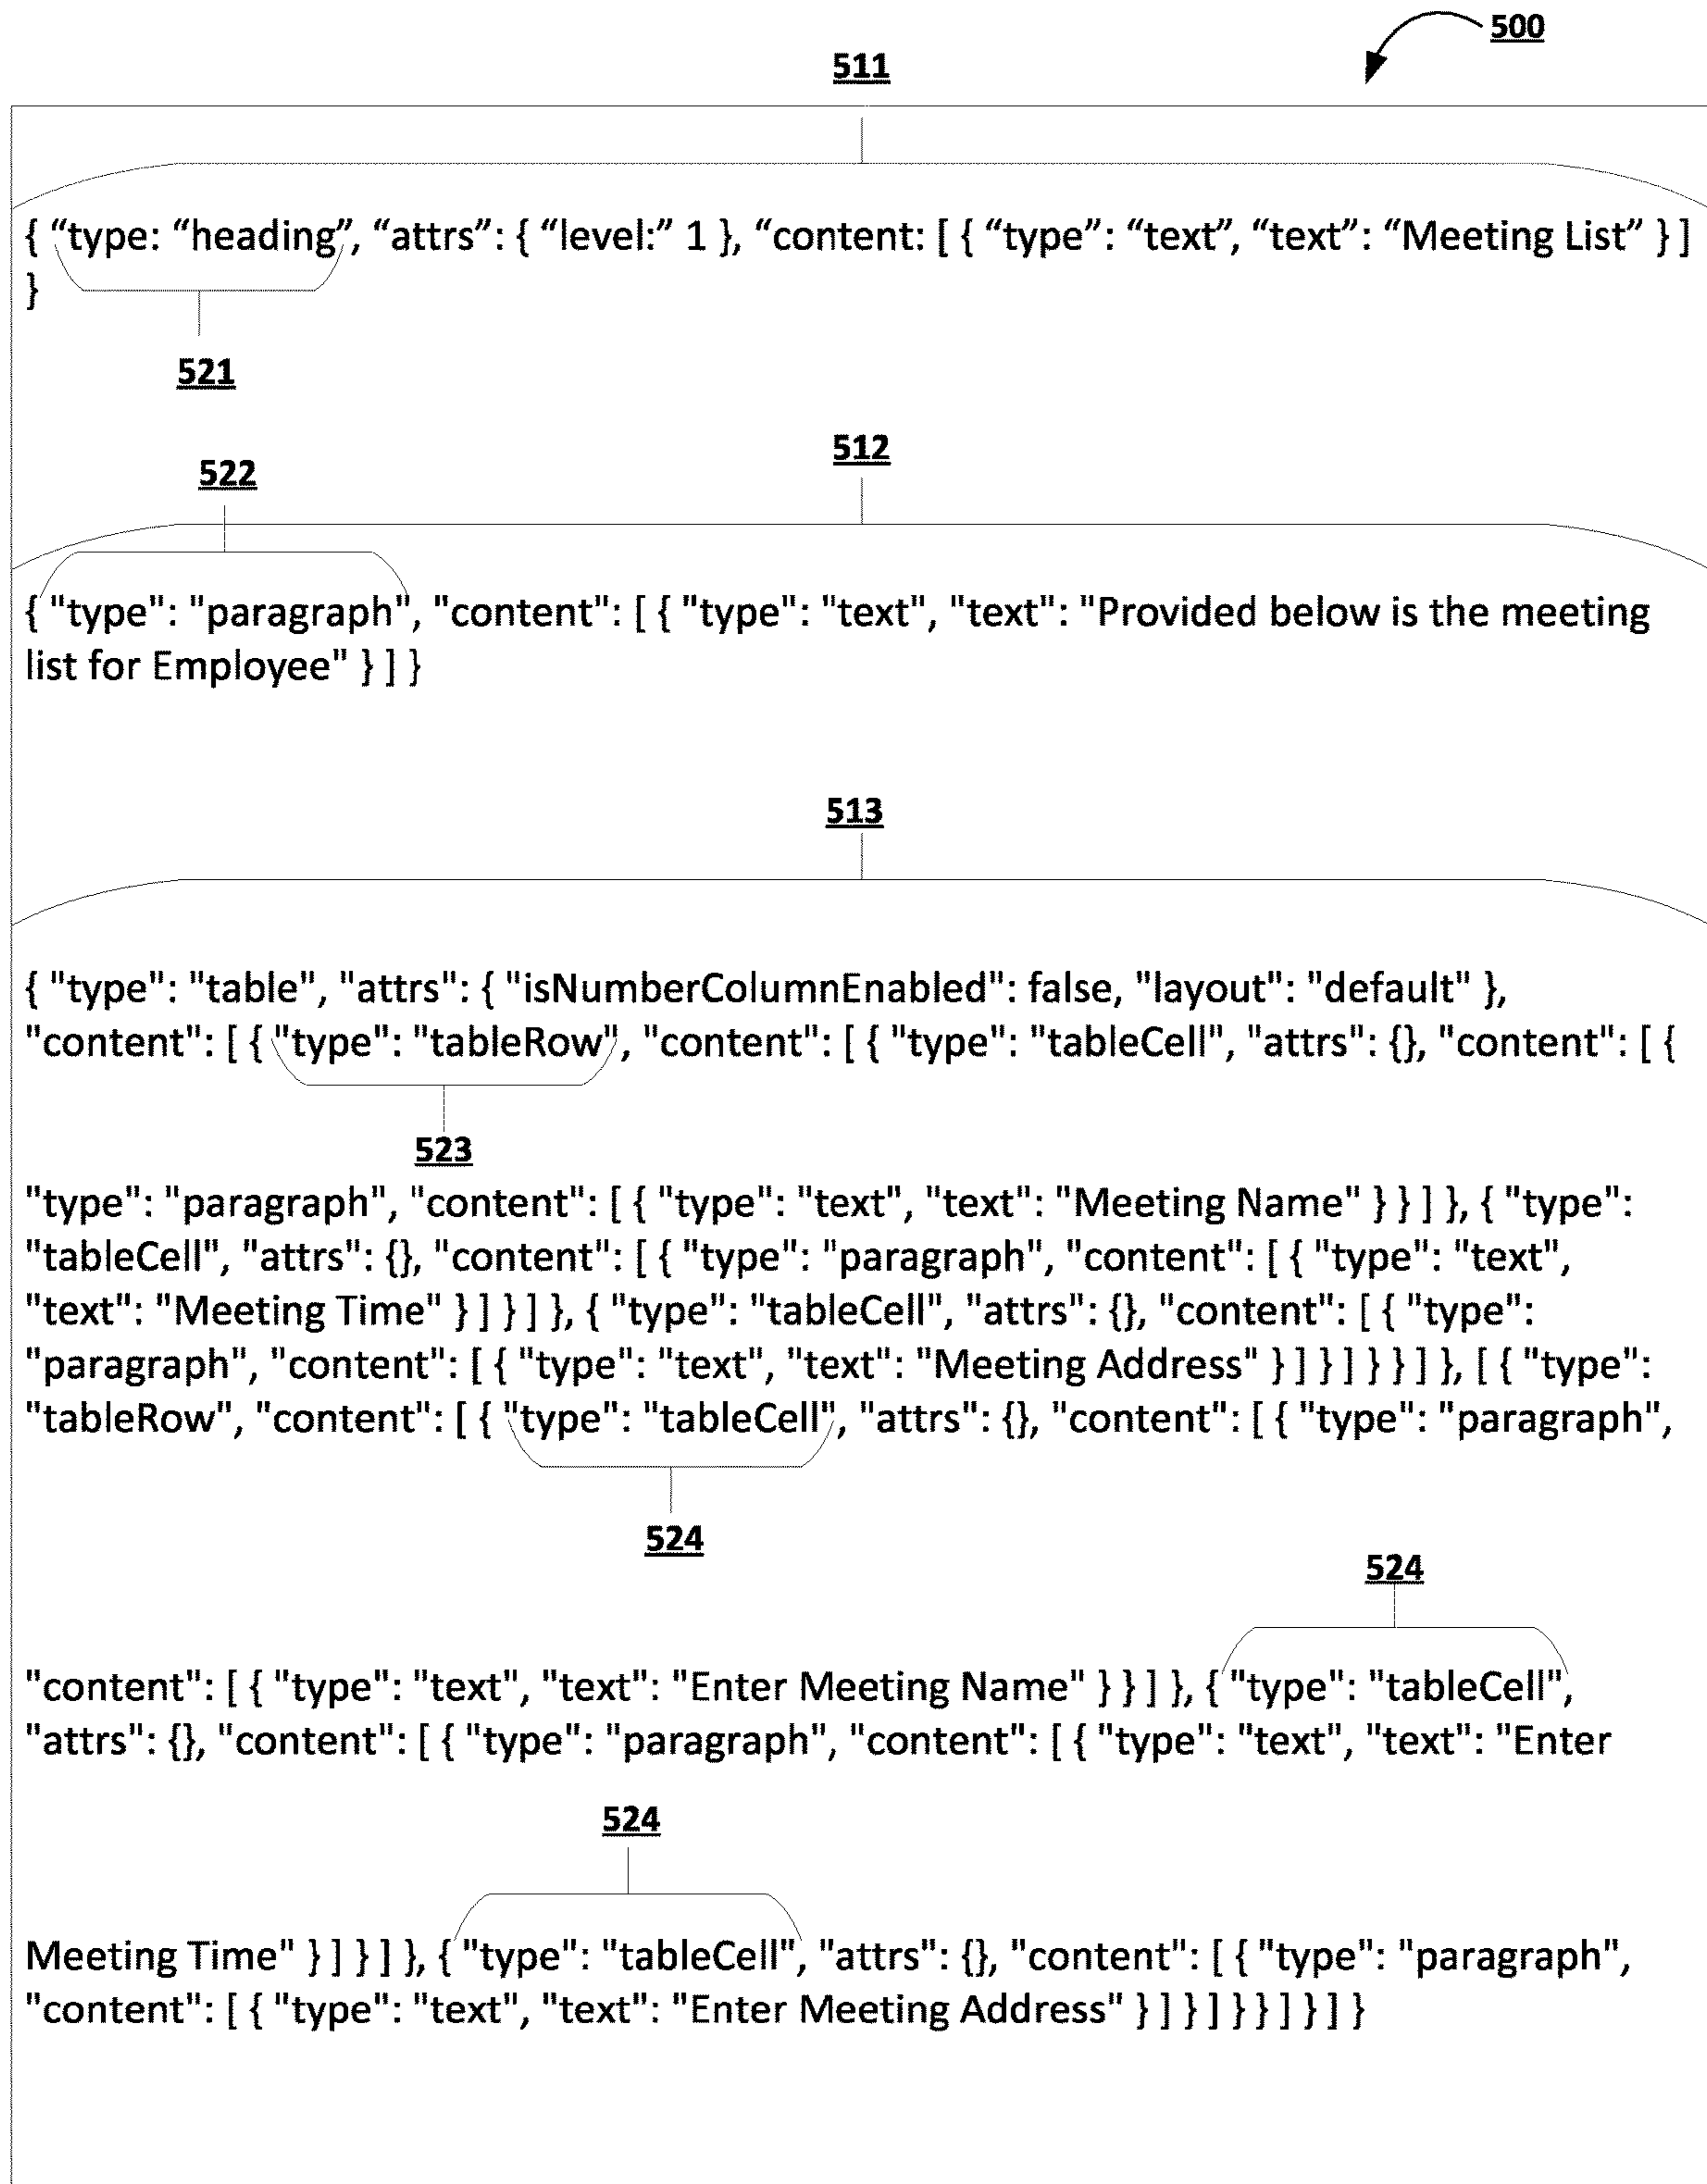 500
511
{ “type: “heading”, “attrs”: { “level:” 1 }, “content: [ { “type”: “text”, “text”: “Meeting List” } ]
}
521
512
522
{ "type": "paragraph", "content": [ { "type": "text", "text": "Provided below is the meeting
list for Employee" } ] }
513
{ "type": "table", "attrs": { "isNumberColumnEnabled": false, "layout": "default" },
"content": [ { "type": "tableRow", "content": [ { "type": "tableCell", "attrs": {}, "content": [ {
523
"type": "paragraph", "content": [ { "type": "text", "text": "Meeting Name" } } ] }, { "type":
"tableCell", "attrs": {}, "content": [ { "type": "paragraph", "content": [ { "type": "text",
"text": "Meeting Time" } ] } ] }, { "type": "tableCell", "attrs": {}, "content": [ { "type":
"paragraph", "content": [ { "type": "text", "text": "Meeting Address" } ] } ] } } ] }, [ { "type":
"tableRow", "content": [ { "type": "tableCell", "attrs": {}, "content": [ { "type": "paragraph",
524
524
"content": [ { "type": "text", "text": "Enter Meeting Name" } } ] }, { "type": "tableCell",
"attrs": {}, "content": [ { "type": "paragraph", "content": [ { "type": "text", "text": "Enter
524
Meeting Time" } ] } ] }, { "type": "tableCell", "attrs": {}, "content": [ { "type": "paragraph",
"content": [ { "type": "text", "text": "Enter Meeting Address" } ] } ] } } ] } ] }